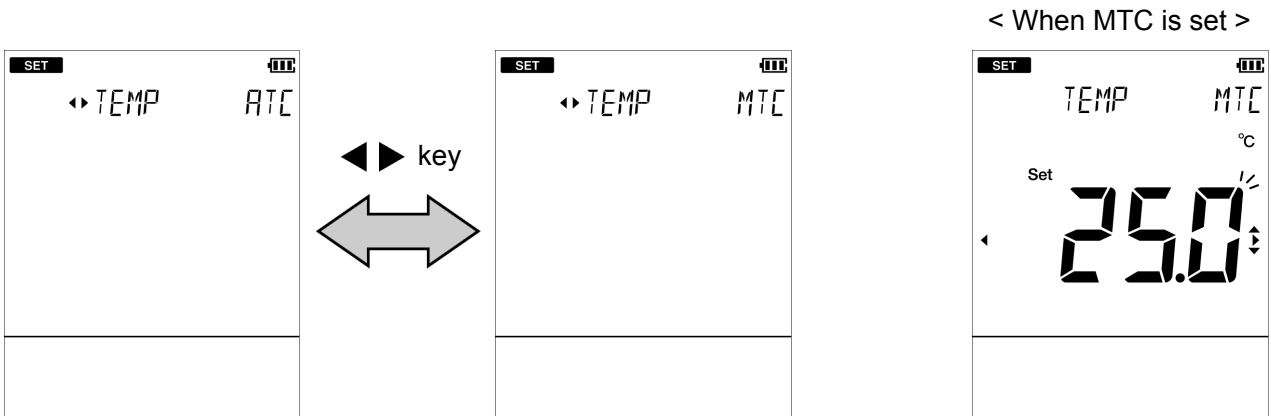 < When MTC is set >
SET
TEMP ATC
key
SET
TEMP MTC
SET
TEMP MTC
°C
Set
25.0